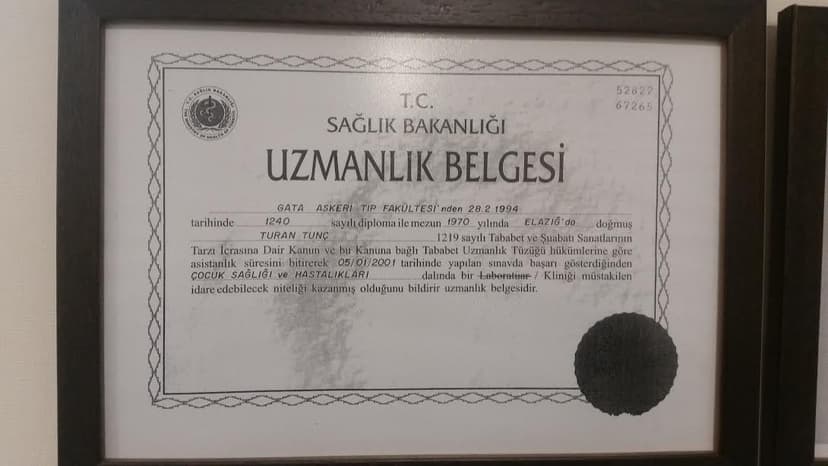 52827
67265
T.C.
SAĞLIK BAKANLIĞI
UZMANLIK BELGESİ
GATA ASKERİ TIP FAKÜLTESİ'nden 28.2.1994
tarihinde 1240 sayılı diploma ile mezun 1970 yılında ELAZIĞ'da doğmuş
TURAN TUNÇ 1219 sayılı Tababet ve Şuabatı Sanatlarının
Tarzı İcrasına Dair Kanun ve bu Kanuna bağlı Tababet Uzmanlık Tüzüğü hükümlerine göre
asistanlık süresini bitirerek 05/01/2001 tarihinde yapılan sınavda başarı gösterdiğinden
ÇOCUK SAĞLIĞI ve HASTALIKLARI dalında bir Laboratuar / Kliniği müstakilen
idare edebilecek niteliği kazanmış olduğunu bildirir uzmanlık belgesidir.